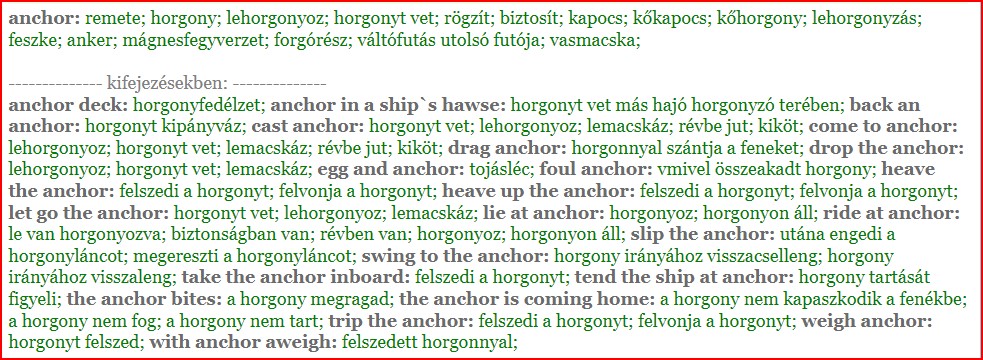 anchor: remete; horgony; lehorgonyoz; horgonyt vet; rögzít; biztosít; kapocs; kőkapocs; kőhorgony; lehorgonyzás;
feszke; anker; mágnesfegyverzet; forgórész; váltófutás utolsó futója; vasmacska;
-------------- kifejezésekben: --------------
anchor deck: horgonyfedélzet; anchor in a ship`s hawse: horgonyt vet más hajó horgonyzó terében; back an
anchor: horgonyt kipányváz; cast anchor: horgonyt vet; lehorgonyoz; lemacskáz; révbe jut; kiköt; come to anchor:
lehorgonyoz; horgonyt vet; lemacskáz; révbe jut; kiköt; drag anchor: horgonnyal szántja a feneket; drop the anchor:
lehorgonyoz; horgonyt vet; lemacskáz; egg and anchor: tojásléc; foul anchor: vmivel összeakadt horgony; heave
the anchor: felszedi a horgonyt; felvonja a horgonyt; heave up the anchor: felszedi a horgonyt; felvonja a horgonyt;
let go the anchor: horgonyt vet; lehorgonyoz; lemacskáz; lie at anchor: horgonyoz; horgonyon áll; ride at anchor:
le van horgonyozva; biztonságban van; révben van; horgonyoz; horgonyon áll; slip the anchor: utána engedi a
horgonyláncot; megereszti a horgonyláncot; swing to the anchor: horgony irányához visszacselleng; horgony
irányához visszaleng; take the anchor inboard: felszedi a horgonyt; tend the ship at anchor: horgony tartását
figyeli; the anchor bites: a horgony megragad; the anchor is coming home: a horgony nem kapaszkodik a fenékbe;
a horgony nem fog; a horgony nem tart; trip the anchor: felszedi a horgonyt; felvonja a horgonyt; weigh anchor:
horgonyt felszed; with anchor aweigh: felszedett horgonnyal;